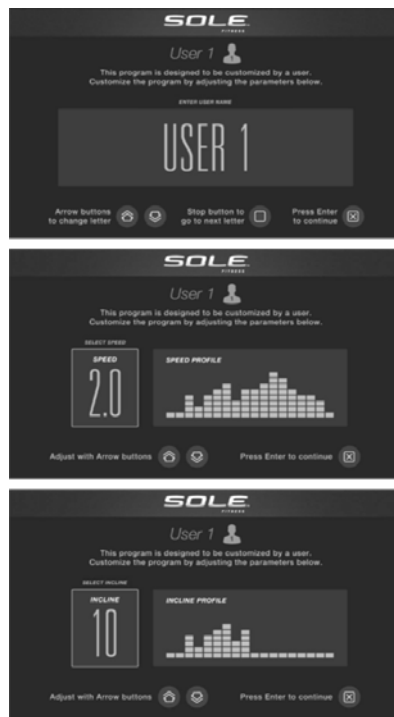 SOLE
FITNESS
User 1
This program is designed to be customized by a user.
Customize the program by adjusting the parameters below.
ENTER USER NAME
USER 1
Arrow buttons
to change letter
Stop button to
go to next letter
Press Enter
to continue
SOLE
FITNESS
User 1
This program is designed to be customized by a user.
Customize the program by adjusting the parameters below.
SELECT SPEED
SPEED
2.0
SPEED PROFILE
Adjust with Arrow buttons
Press Enter to continue
SOLE
FITNESS
User 1
This program is designed to be customized by a user.
Customize the program by adjusting the parameters below.
SELECT INCLINE
INCLINE
10
INCLINE PROFILE
Adjust with Arrow buttons
Press Enter to continue